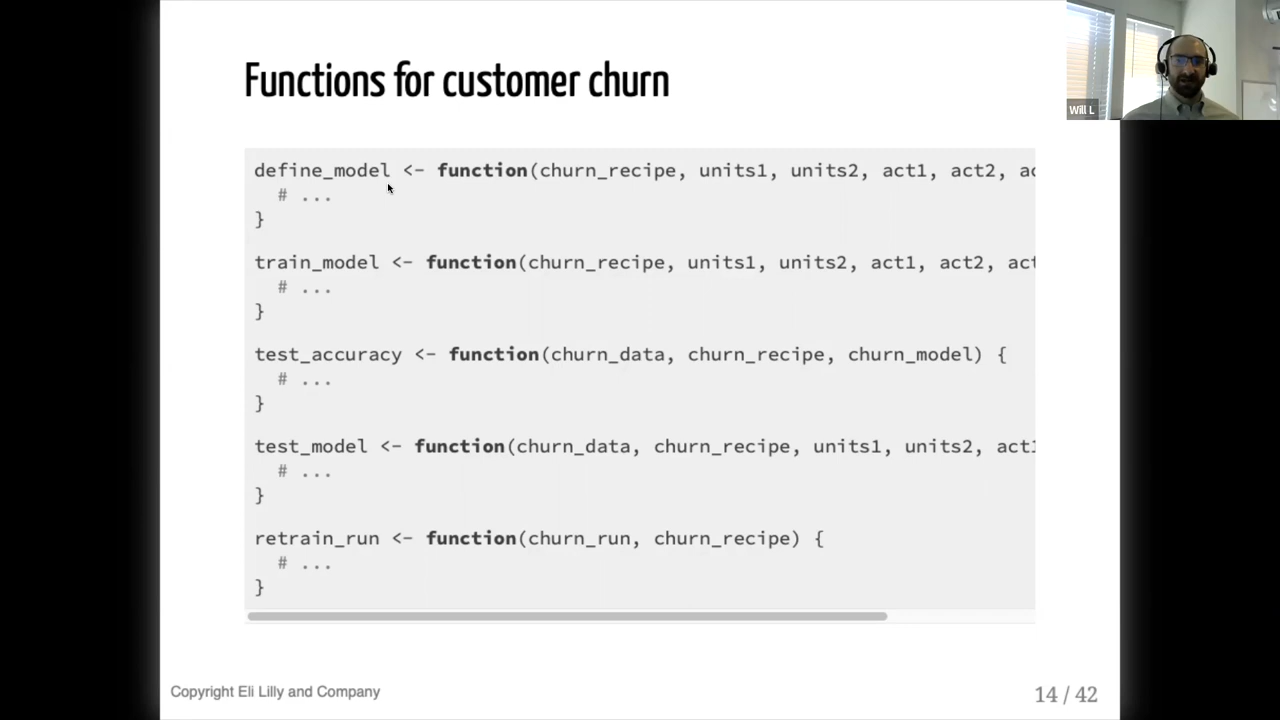 Functions for customer churn
Will L
define_model <- function(churn_recipe, units1, units2, act1, act2, ac
# ...
}
train_model <- function(churn_recipe, units1, units2, act1, act2, act
# ...
}
test_accuracy <- function(churn_data, churn_recipe, churn_model) {
# ...
}
test_model <- function(churn_data, churn_recipe, units1, units2, act1
# ...
}
retrain_run <- function(churn_run, churn_recipe) {
# ...
}
Copyright Eli Lilly and Company
14 / 42